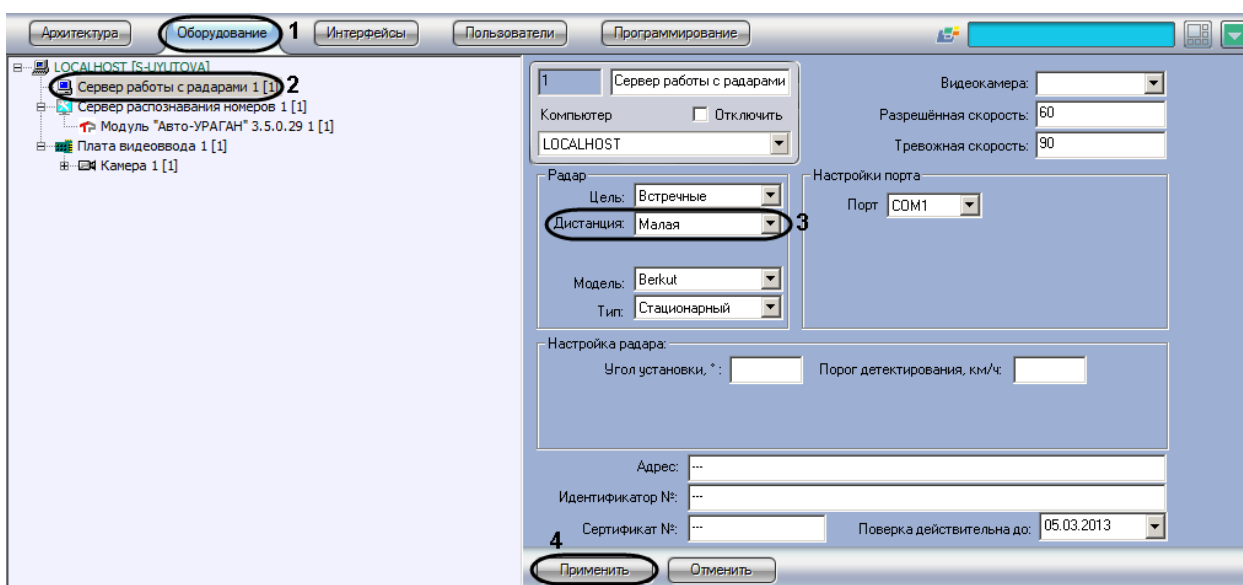 Архитектура
Оборудование
1
Интерфейсы
Пользователи
Программирование
LOCALHOST [S-UYUTOVA]
Сервер работы с радарами 1 [1]
2
Сервер распознавания номеров 1 [1]
Модуль "Авто-УРАГАН" 3.5.0.29 1 [1]
Плата видеоввода 1 [1]
Камера 1 [1]
1
Сервер работы с радарами
Компьютер
Отключить
LOCALHOST
Видеокамера:
Разрешённая скорость: 60
Тревожная скорость: 90
Радар
Цель: Встречные
Дистанция: Малая
3
Модель: Berkut
Тип: Стационарный
Настройки порта
Порт COM1
Настройка радара:
Угол установки, ° :
Порог детектирования, км/ч:
Адрес: ---
Идентификатор №: ---
Сертификат №: ---
Поверка действительна до: 05.03.2013
4
Применить
Отменить